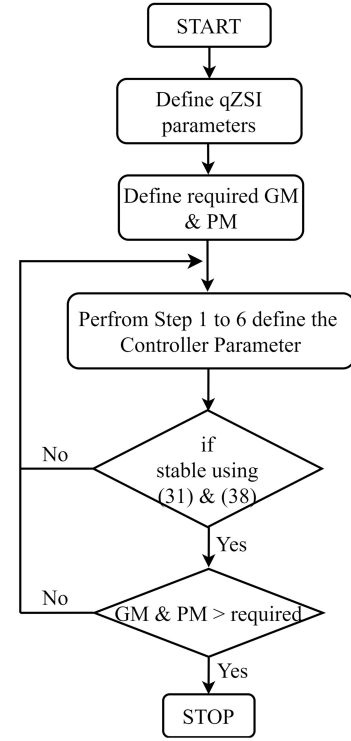 START
Define qZSI
parameters
Define required GM
& PM
Perfrom Step 1 to 6 define the
Controller Parameter
if
stable using
(31) & (38)
No
Yes
GM & PM > required
No
Yes
STOP